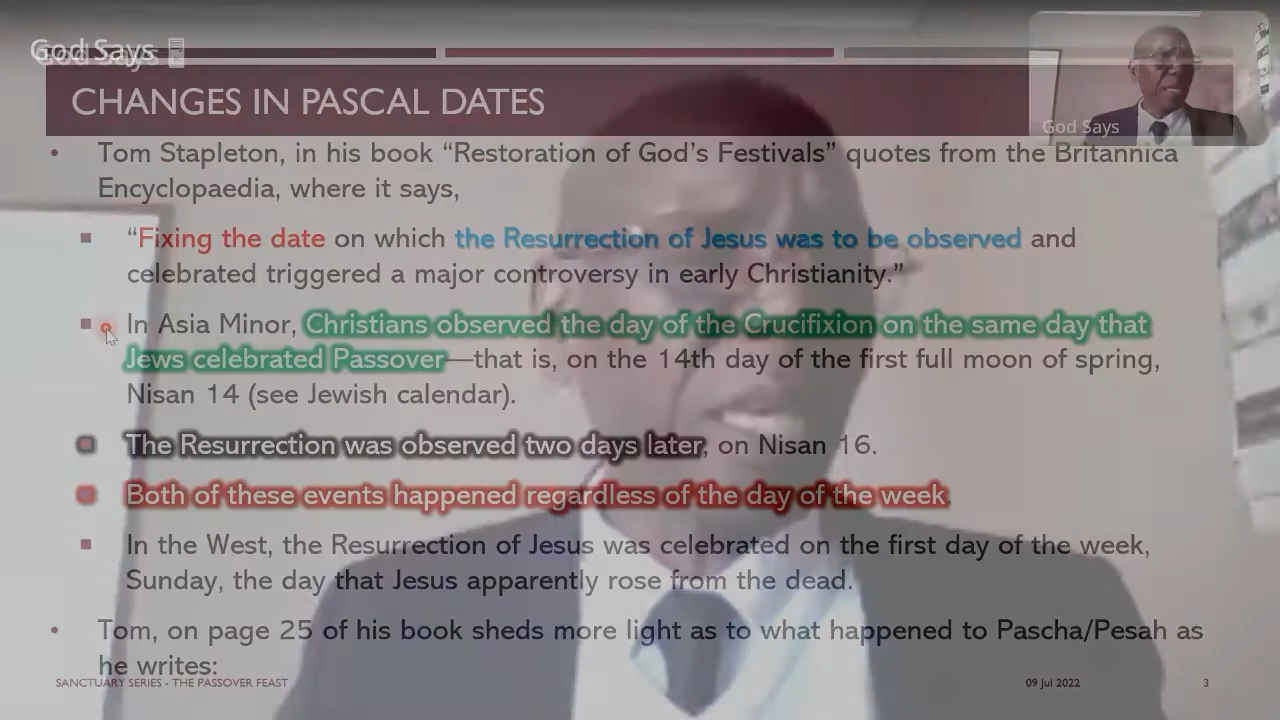 God Says
CHANGES IN PASCAL DATES
God Says
• Tom Stapleton, in his book “Restoration of God’s Festivals” quotes from the Britannica
Encyclopaedia, where it says,
“Fixing the date on which the Resurrection of Jesus was to be observed and
celebrated triggered a major controversy in early Christianity.”
In Asia Minor, Christians observed the day of the Crucifixion on the same day that
Jews celebrated Passover—that is, on the 14th day of the first full moon of spring,
Nisan 14 (see Jewish calendar).
The Resurrection was observed two days later, on Nisan 16.
Both of these events happened regardless of the day of the week.
In the West, the Resurrection of Jesus was celebrated on the first day of the week,
Sunday, the day that Jesus apparently rose from the dead.
• Tom, on page 25 of his book sheds more light as to what happened to Pascha/Pesah as
he writes:
SANCTUARY SERIES - THE PASSOVER FEAST 09 Jul 2022 3